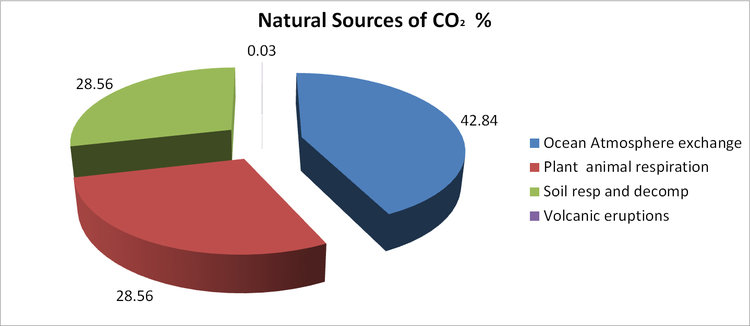 Natural Sources of CO₂ %
0.03
28.56
42.84
28.56
Ocean Atmosphere exchange
Plant animal respiration
Soil resp and decomp
Volcanic eruptions